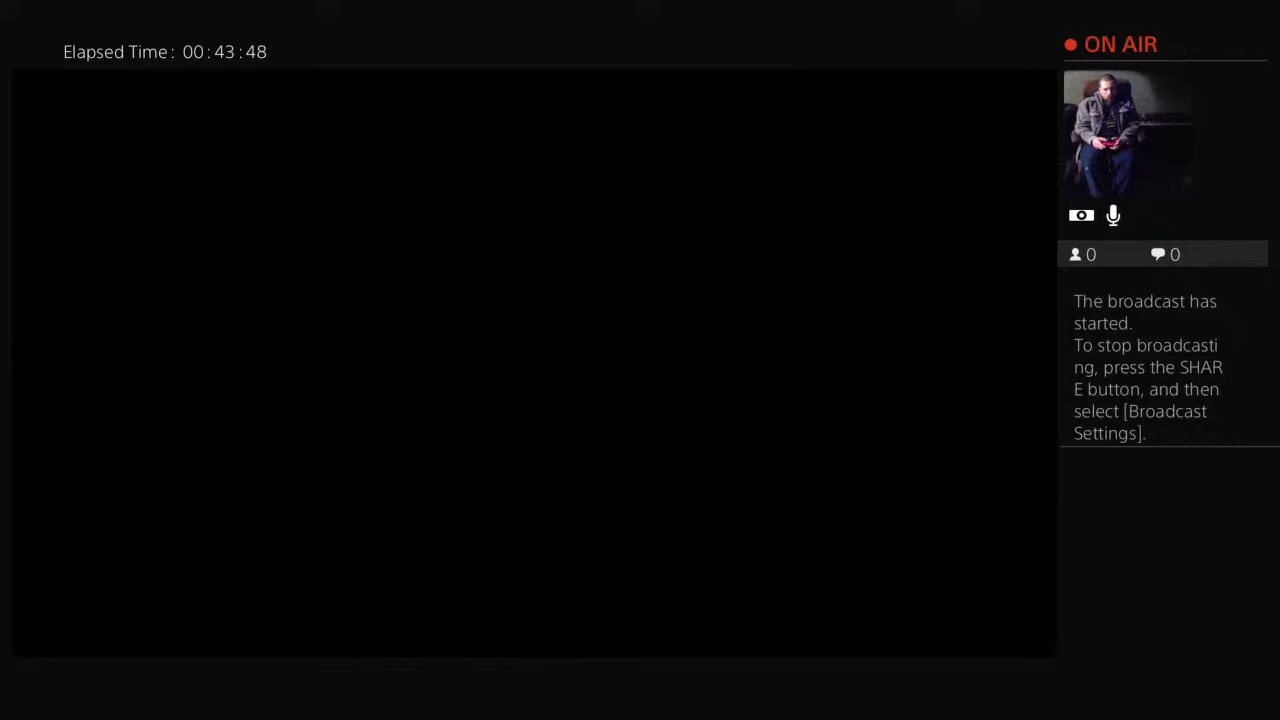 Elapsed Time: 00:43:48
ON AIR
0 0
The broadcast has
started.
To stop broadcasti
ng, press the SHAR
E button, and then
select [Broadcast
Settings].